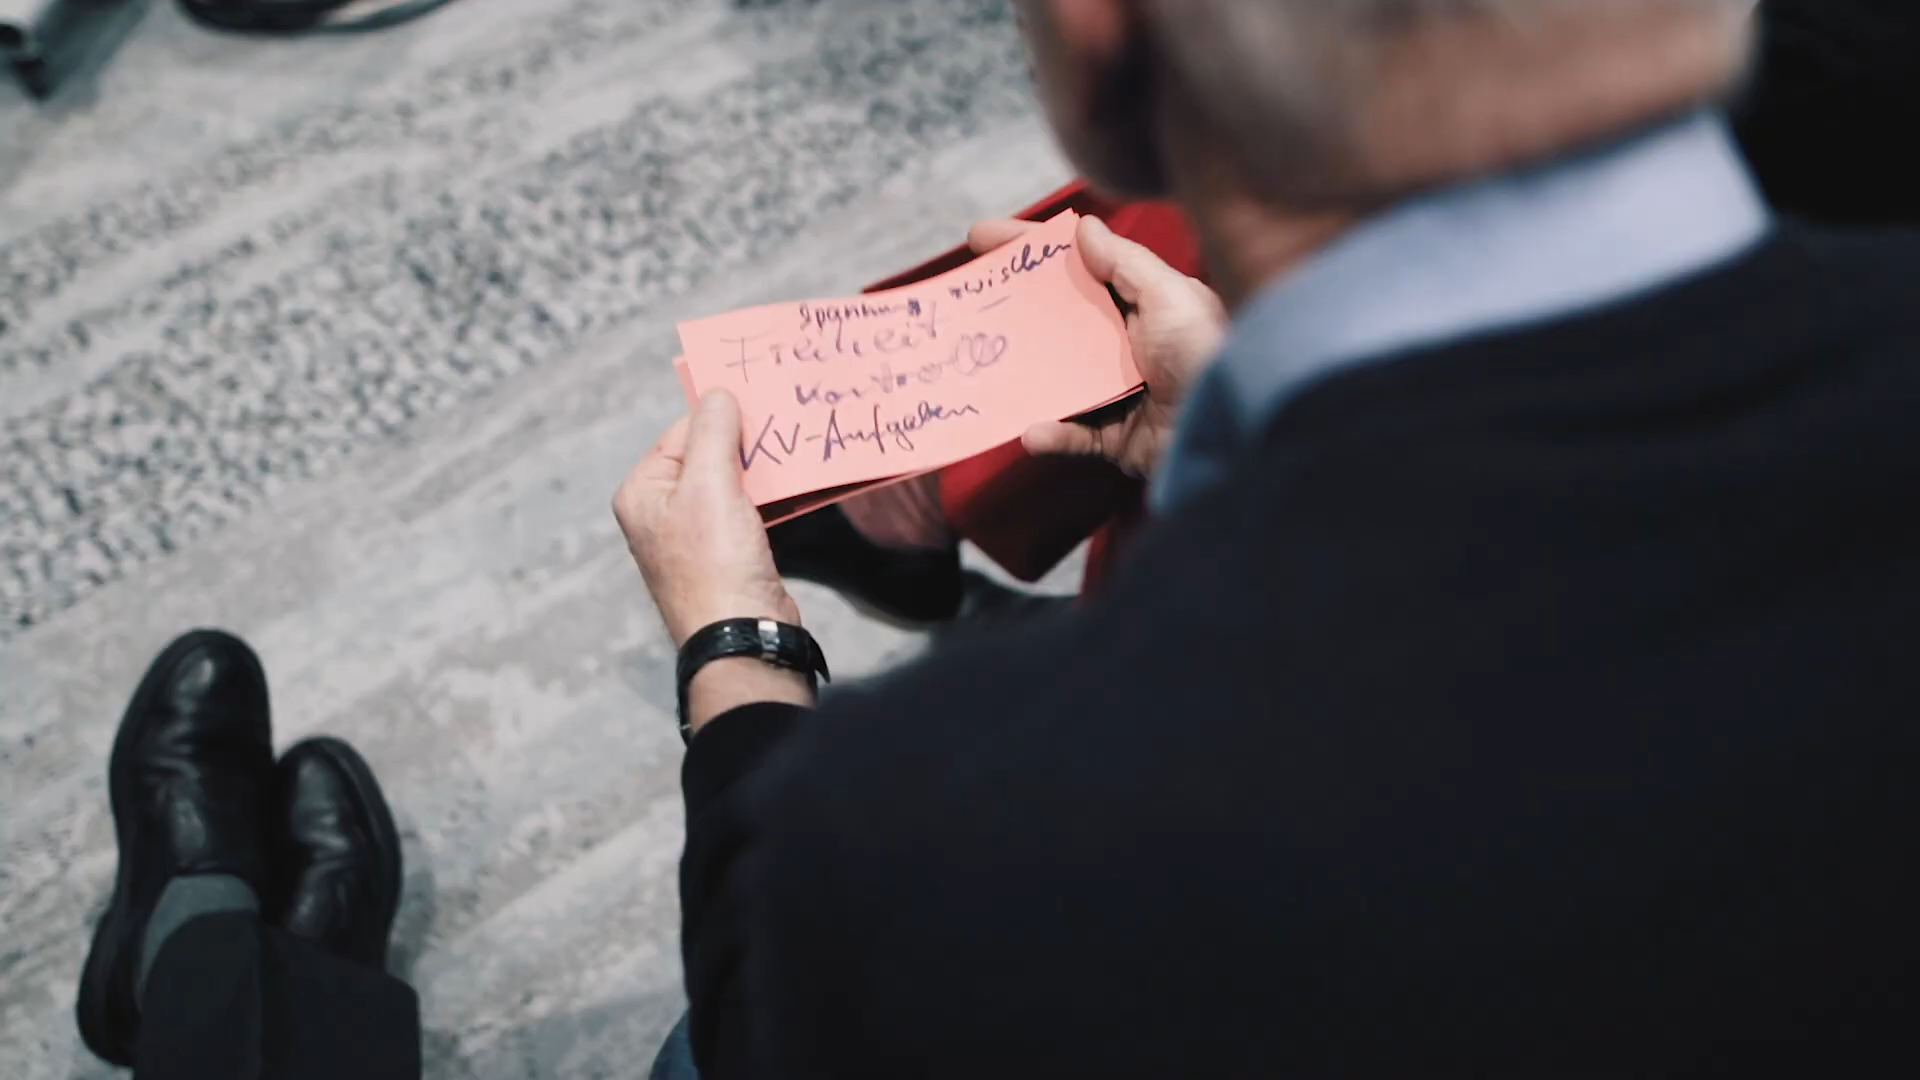 Spannung zwischen
Freiheit –
Kontrolle
KV-Aufgaben